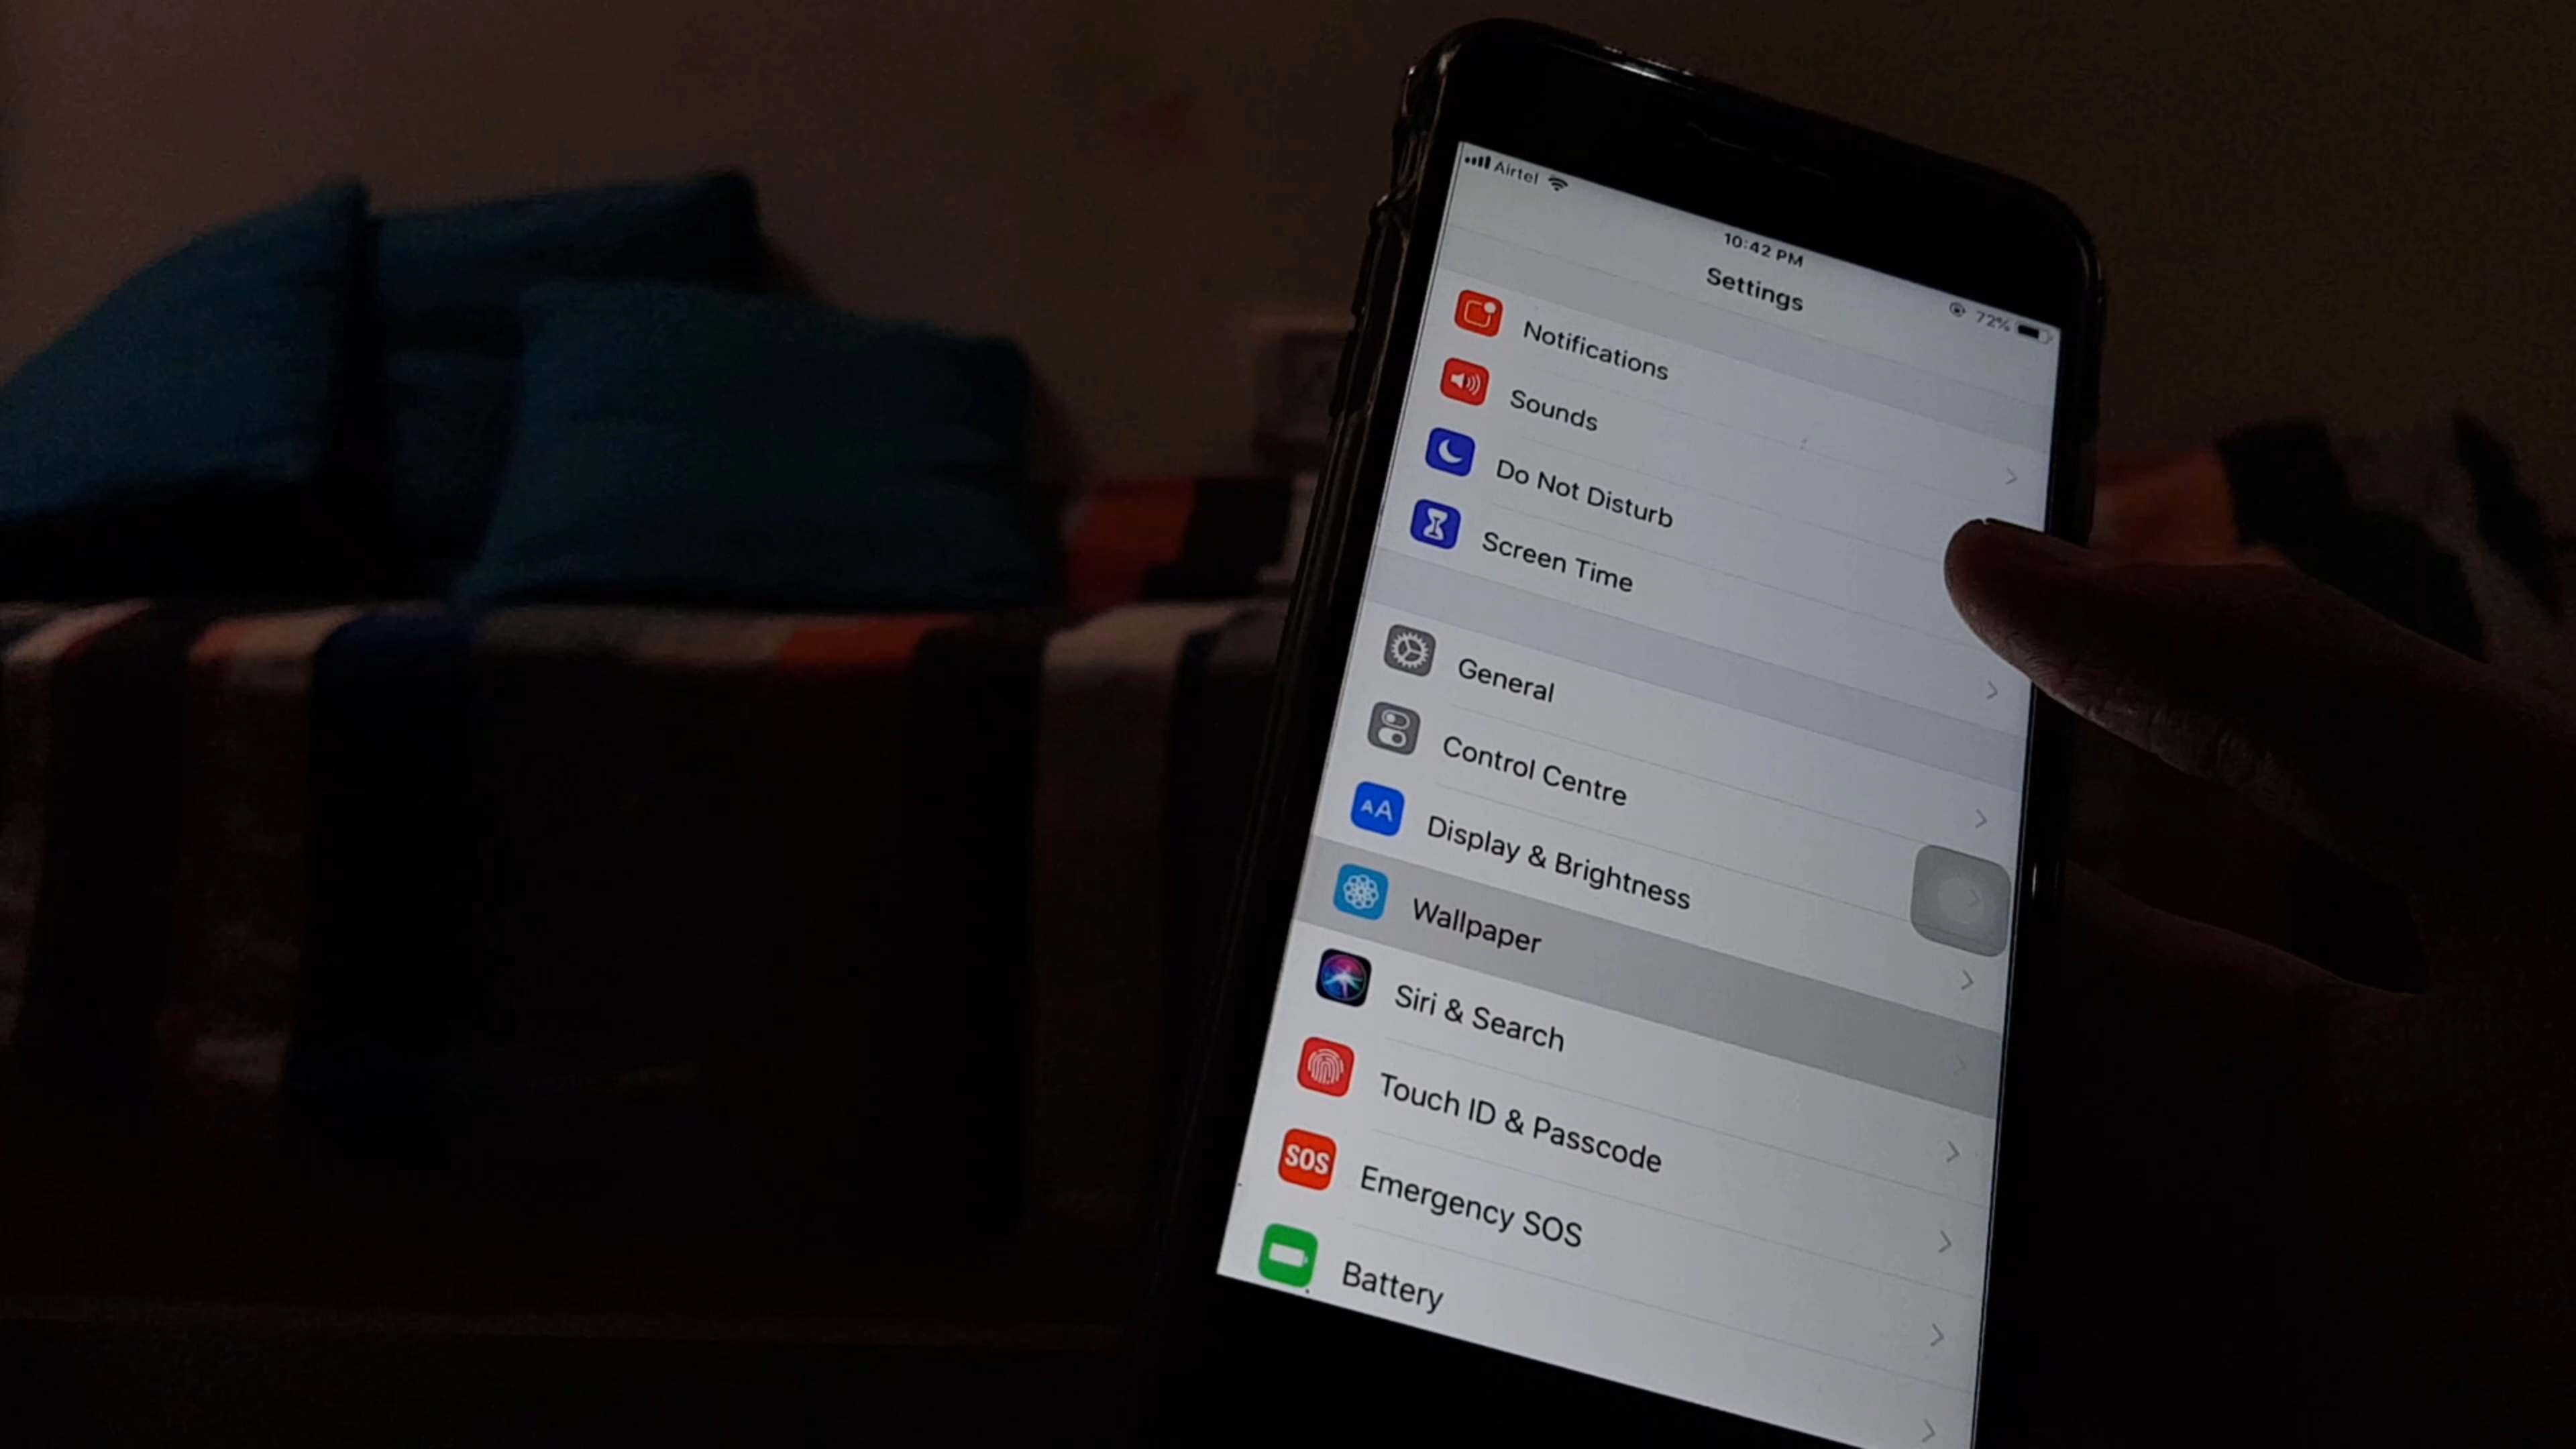 Airtel
10:42 PM
72%
Settings
Notifications
Sounds
Do Not Disturb
Screen Time
General
Control Centre
AA Display & Brightness
Wallpaper
Siri & Search
Touch ID & Passcode
SOS Emergency SOS
Battery